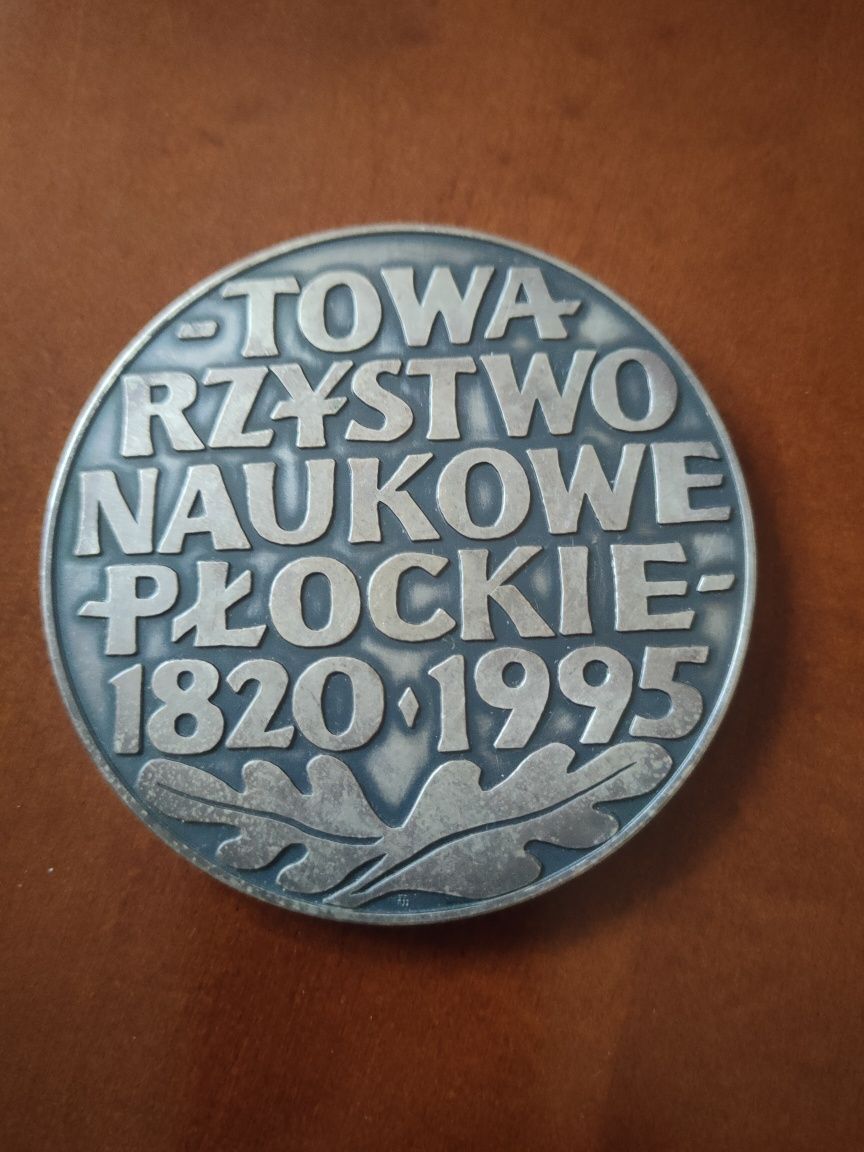 -TOWA
RZYSTWO
NAUKOWE
PŁOCKIE-
1820 ⬥ 1995